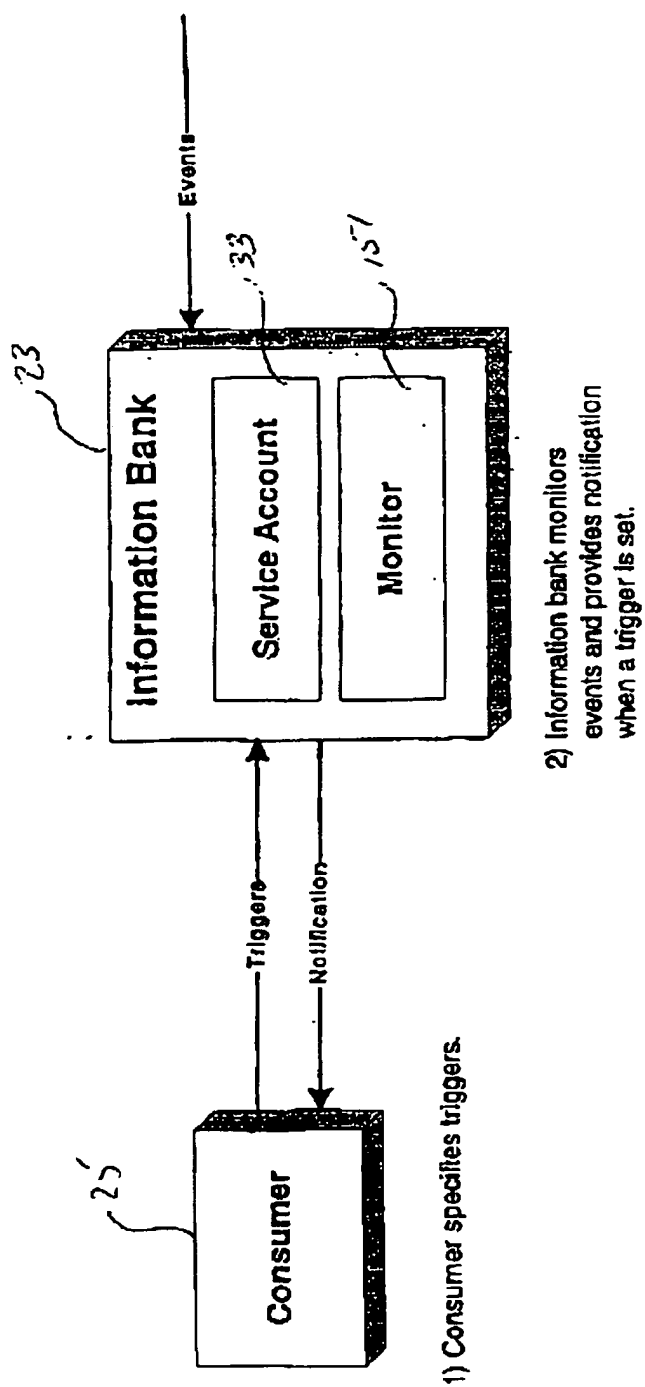 23
Information Bank
Events
Service Account
33
Monitor
157
Triggers
Notification
25
Consumer
1) Consumer specifies triggers.
2) Information bank monitors
events and provides notification
when a trigger is set.